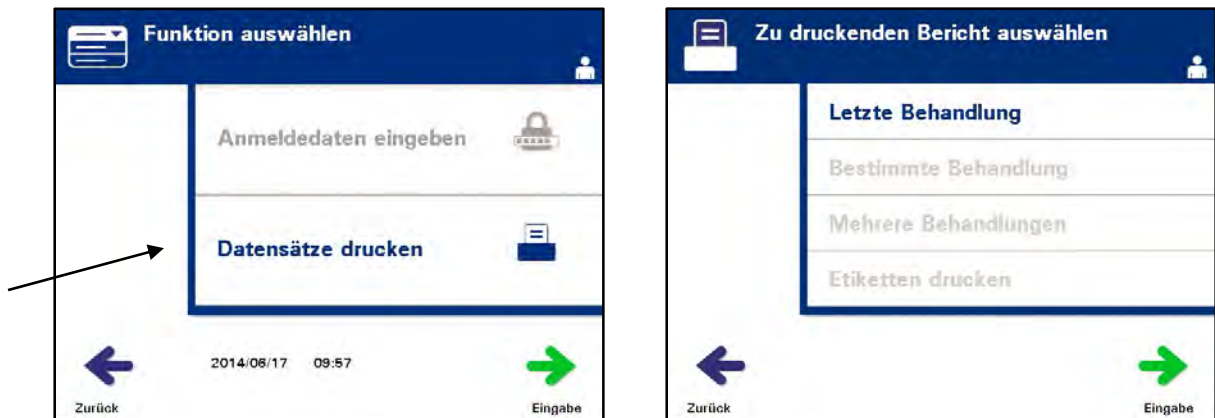 Funktion auswählen
Anmeldedaten eingeben
Datensätze drucken
2014/06/17 09:57
Zurück
Eingabe
Zu druckenden Bericht auswählen
Letzte Behandlung
Bestimmte Behandlung
Mehrere Behandlungen
Etiketten drucken
Zurück
Eingabe